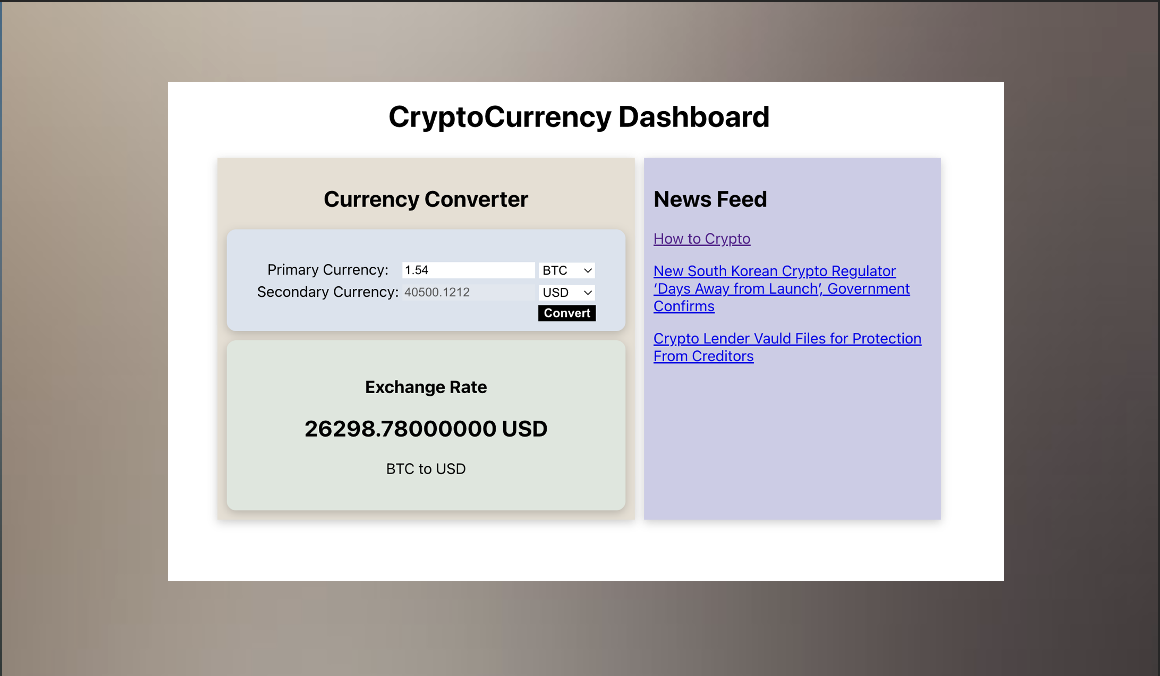 CryptoCurrency Dashboard
Currency Converter
Primary Currency: 1.54 BTC
Secondary Currency: 40500.1212 USD
Convert
Exchange Rate
26298.78000000 USD
BTC to USD
News Feed
How to Crypto
New South Korean Crypto Regulator
‘Days Away from Launch’, Government
Confirms
Crypto Lender Vauld Files for Protection
From Creditors